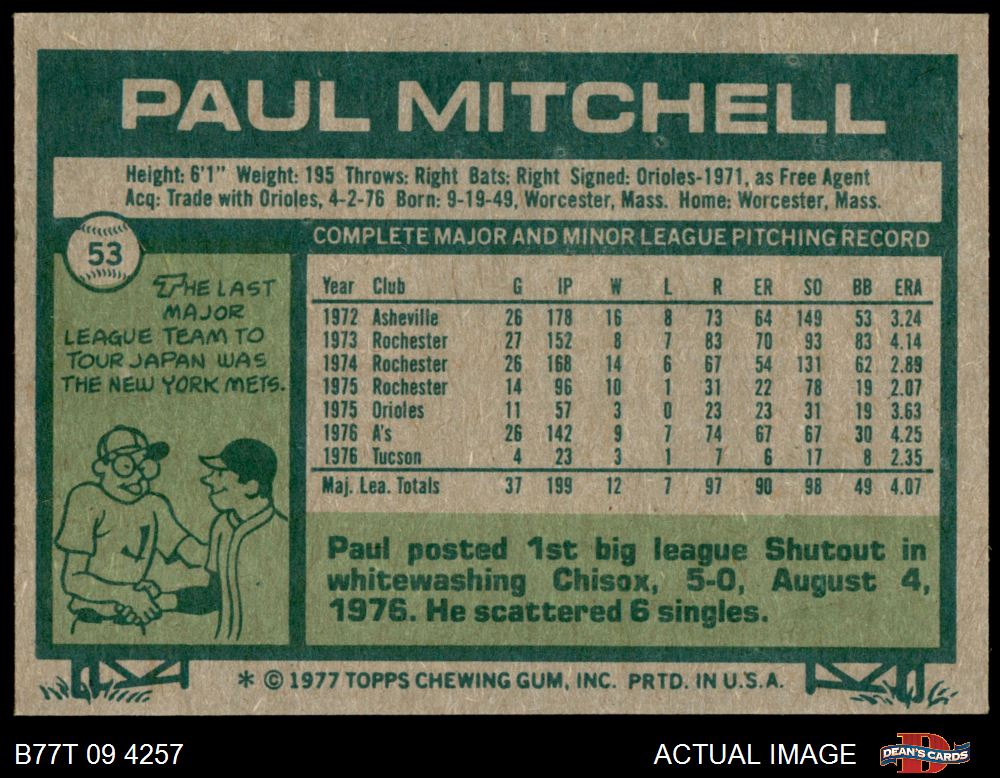 PAUL MITCHELL
Height: 6'1" Weight: 195 Throws: Right Bats: Right Signed: Orioles-1971, as Free Agent
Acq: Trade with Orioles, 4-2-76 Born: 9-19-49, Worcester, Mass. Home: Worcester, Mass.
53
THE LAST
MAJOR
LEAGUE TEAM TO
TOUR JAPAN WAS
THE NEW YORK METS.
J
COMPLETE MAJOR AND MINOR LEAGUE PITCHING RECORD
Year Club G IP W L R ER SO BB ERA
1972 Asheville 26 178 16 8 73 64 149 53 3.24
1973 Rochester 27 152 8 7 83 70 93 83 4.14
1974 Rochester 26 168 14 6 67 54 131 62 2.89
1975 Rochester 14 96 10 1 31 22 78 19 2.07
1975 Orioles 11 57 3 0 23 23 31 19 3.63
1976 A's 26 142 9 7 74 67 67 30 4.25
1976 Tucson 4 23 3 1 7 6 17 8 2.35
Maj. Lea. Totals 37 199 12 7 97 90 98 49 4.07
Paul posted 1st big league Shutout in
whitewashing Chisox, 5-0, August 4,
1976. He scattered 6 singles.
* © 1977 TOPPS CHEWING GUM, INC. PRTD. IN U.S.A.
B77T 09 4257
ACTUAL IMAGE
D
DEAN'S CARDS